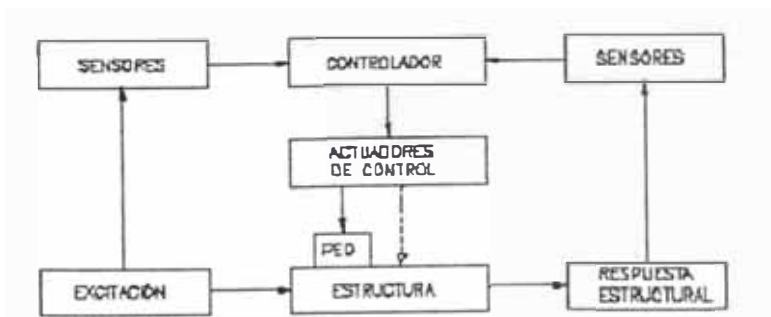 SENSORES
CONTROLADOR
SENSORES
ACTUADORES
DE CONTROL
PED
EXCITACIÓN
ESTRUCTURA
RESPUESTA
ESTRUCTURAL